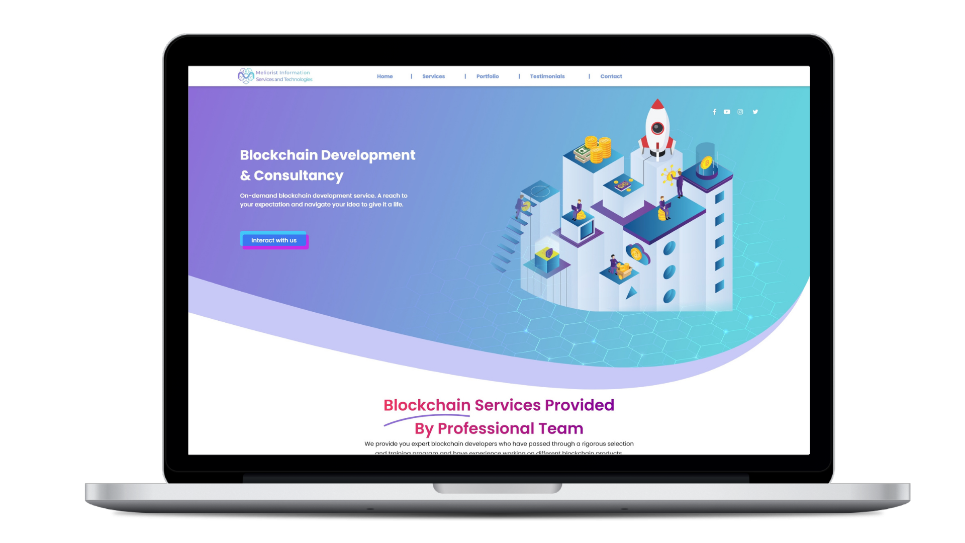 Meliorist Information
Services and Technologies
Home | Services | Portfolio | Testimonials | Contact
Blockchain Development
& Consultancy
On-demand blockchain development service. A reach to
your expectation and navigate your idea to give it a life.
Interact with us
Blockchain Services Provided
By Professional Team
We provide you expert blockchain developers who have passed through a rigorous selection
and training program and have experience working on different blockchain products